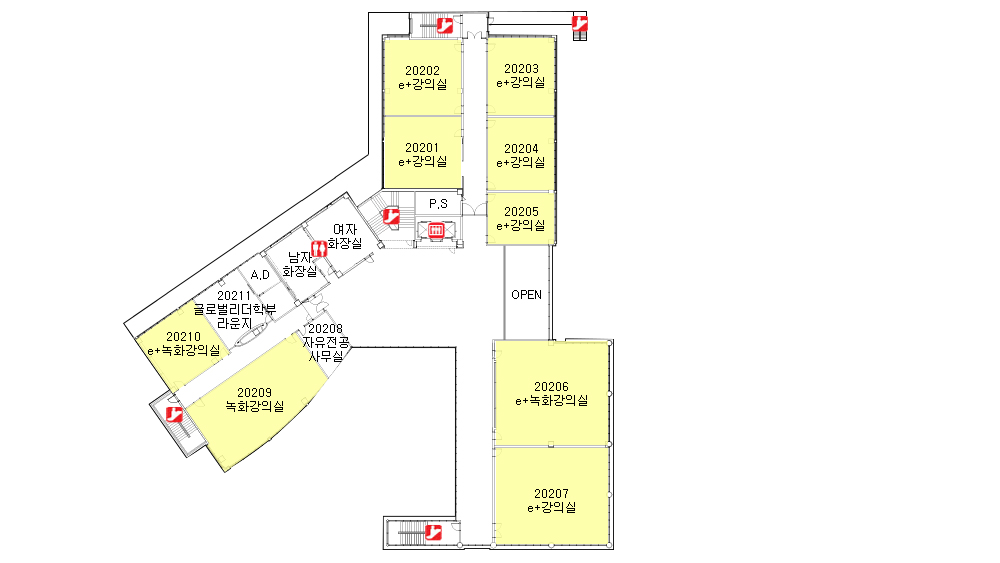 20202
e+강의실
20203
e+강의실
20201
e+강의실
20204
e+강의실
P,S
20205
e+강의실
여자
화장실
남자
화장실
A,D
OPEN
20211
글로벌리더학부
라운지
20208
자유전공
사무실
20210
e+녹화강의실
20209
녹화강의실
20206
e+녹화강의실
20207
e+강의실